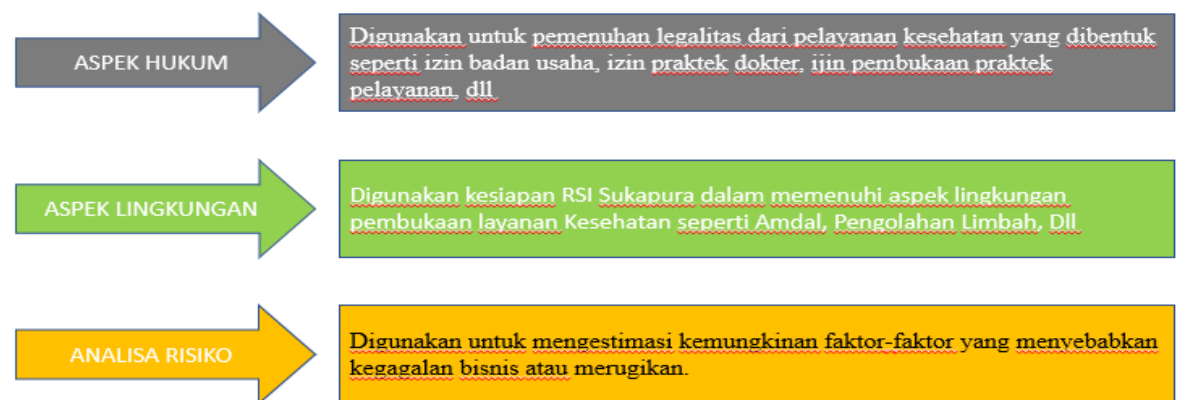 ASPEK HUKUM
Digunakan untuk pemenuhan legalitas dari pelayanan kesehatan yang dibentuk
seperti izin badan usaha, izin praktek dokter, ijin pembukaan praktek
pelayanan, dll
ASPEK LINGKUNGAN
Digunakan kesiapan RSI Sukapura dalam memenuhi aspek lingkungan
pembukaan layanan Kesehatan seperti Amdal, Pengolahan Limbah, Dll
ANALISA RISIKO
Digunakan untuk mengestimasi kemungkinan faktor-faktor yang menyebabkan
kegagalan bisnis atau merugikan.